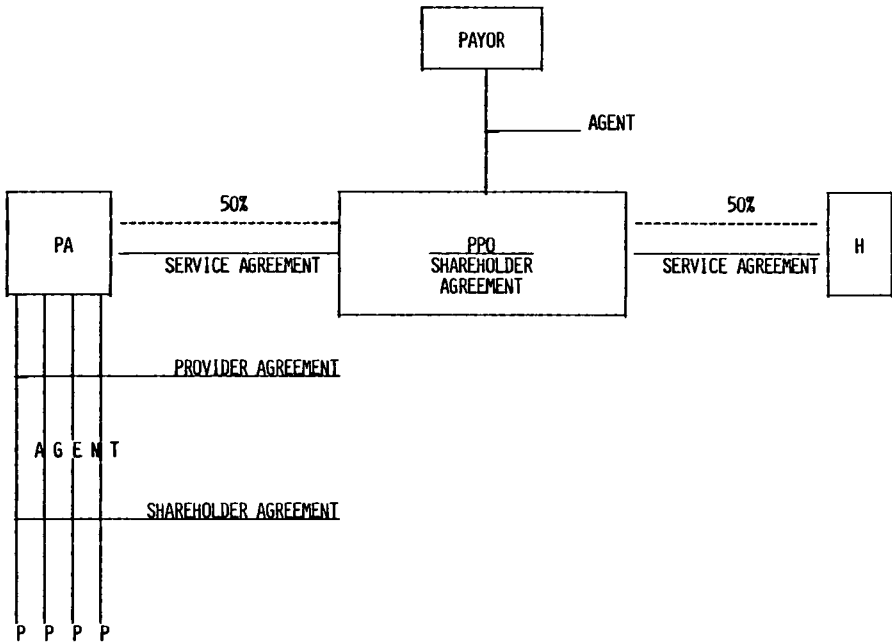 PAYOR
AGENT
50%
50%
PA
PPO
SHAREHOLDER
AGREEMENT
H
SERVICE AGREEMENT
SERVICE AGREEMENT
PROVIDER AGREEMENT
A G E N T
SHAREHOLDER AGREEMENT
P P P P